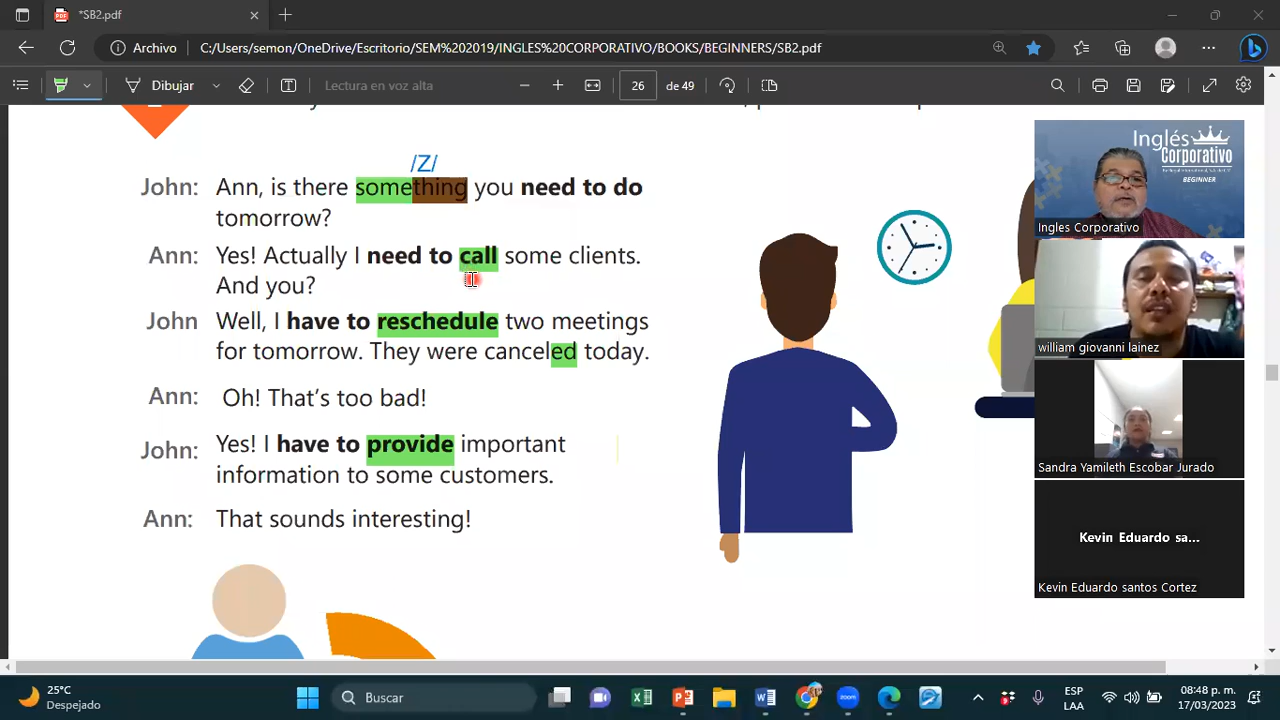 *SB2.pdf
Archivo
C:/Users/semon/OneDrive/Escritorio/SEM%202019/INGLES%20CORPORATIVO/BOOKS/BEGINNERS/SB2.pdf
Dibujar
Lectura en voz alta
26
de 49
/Z/
John: Ann, is there something you need to do
tomorrow?
Ann: Yes! Actually I need to call some clients.
And you?
John Well, I have to reschedule two meetings
for tomorrow. They were canceled today.
Ann: Oh! That's too bad!
John: Yes! I have to provide important
information to some customers.
Ann: That sounds interesting!
Inglés
Corporativo
BEGINNER
Ingles Corporativo
william giovanni lainez
Sandra Yamileth Escobar Jurado
Kevin Eduardo sa...
Kevin Eduardo santos Cortez
25°C
Despejado
Buscar
ESP
LAA
08:48 p. m.
17/03/2023